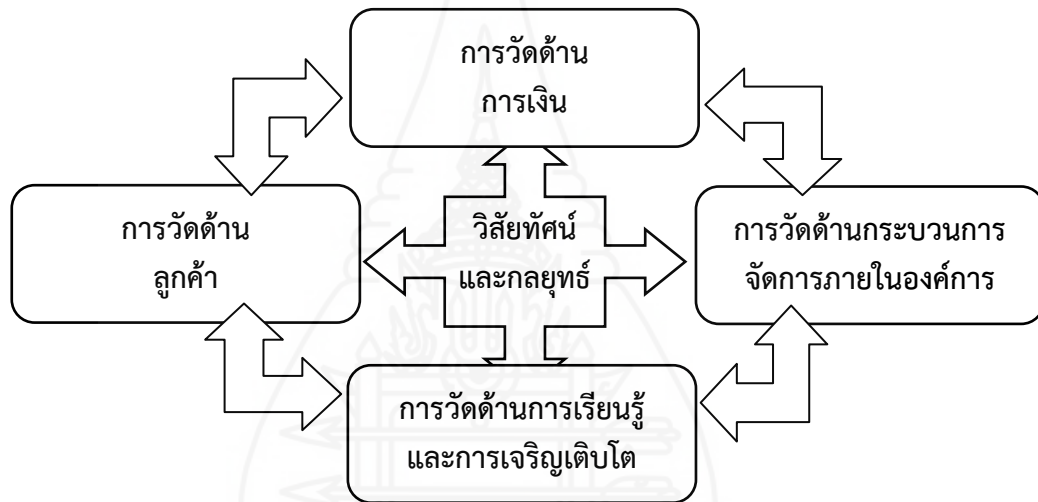 การวัดด้าน
การเงิน
การวัดด้าน
ลูกค้า
วิสัยทัศน์
และกลยุทธ์
การวัดด้านกระบวนการ
จัดการภายในองค์การ
การวัดด้านการเรียนรู้
และการเจริญเติบโต